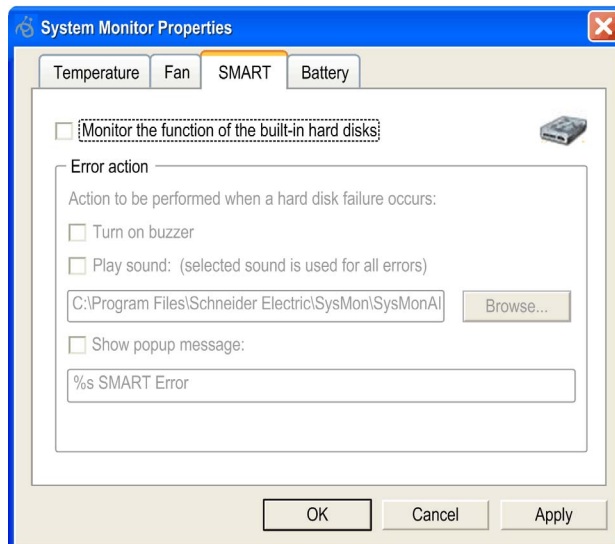 System Monitor Properties
Temperature Fan SMART Battery
Monitor the function of the built-in hard disks
Error action
Action to be performed when a hard disk failure occurs:
Turn on buzzer
Play sound: (selected sound is used for all errors)
C:\Program Files\Schneider Electric\SysMon\SysMonAl Browse...
Show popup message:
%s SMART Error
OK Cancel Apply